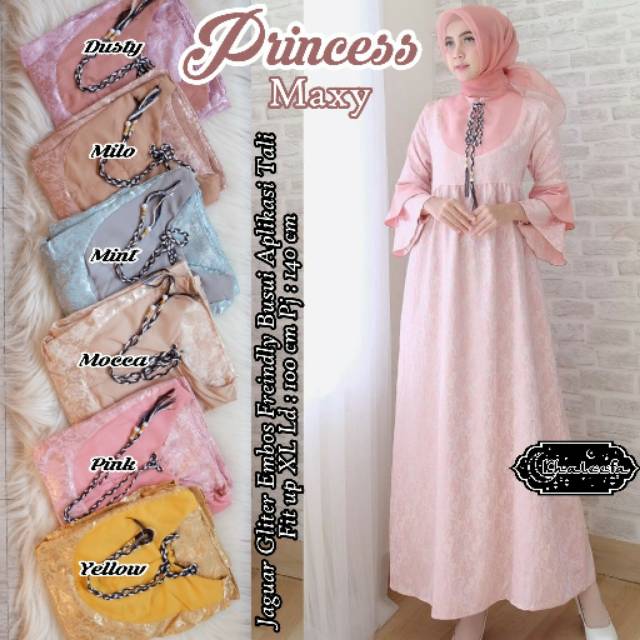 Princess
Maxy
Dusty
Milo
Mint
Mocca
Pink
Yellow
Jaguar Gliter Embos Freindly Busui Aplikasi Tali
Fit up XL Ld : 100 cm Pj : 140 cm
Khaleefa